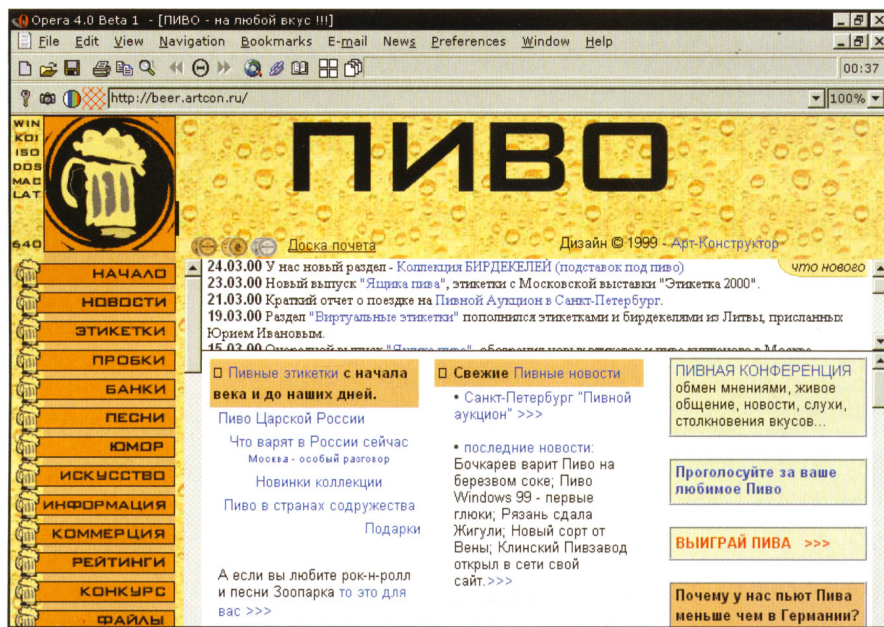 Opera 4.0 Beta 1 - [ПИВО - на любой вкус !!!]
File Edit View Navigation Bookmarks E-mail News Preferences Window Help
00:37
http://beer.artcon.ru/
100%
WIN
KOI
ISO
DOS
MAC
LAT
640
ПИВО
Доска почета
Дизайн © 1999 - Арт-Конструктор
НАЧАЛО
НОВОСТИ
ЭТИКЕТКИ
ПРОБКИ
БАНКИ
ПЕСНИ
ЮМОР
ИСКУССТВО
ИНФОРМАЦИЯ
КОММЕРЦИЯ
РЕЙТИНГИ
КОНКУРС
ФАЙЛЫ
что нового
24.03.00 У нас новый раздел - Коллекция БИРДЕКЕЛЕЙ (подставок под пиво)
23.03.00 Новый выпуск "Ящика пива", этикетки с Московской выставки "Этикетка 2000".
21.03.00 Краткий отчет о поездке на Пивной Аукцион в Санкт-Петербург.
19.03.00 Раздел "Виртуальные этикетки" пополнился этикетками и бирдекелями из Литвы, присланных
Юрием Ивановым.
15.03.00 Очередной выпуск "Ящика пива"
Пивные этикетки с начала
века и до наших дней.
Пиво Царской России
Что варят в России сейчас
Москва - особый разговор
Новинки коллекции
Пиво в странах содружества
Подарки
А если вы любите рок-н-ролл
и песни Зоопарка то это для
вас >>>
Свежие Пивные новости
• Санкт-Петербург "Пивной
аукцион" >>>
• последние новости:
Бочкарев варит Пиво на
березвом соке; Пиво
Windows 99 - первые
глюки; Рязань сдала
Жигули; Новый сорт от
Вены; Клинский Пивзавод
открыл в сети свой
сайт.>>>
ПИВНАЯ КОНФЕРЕНЦИЯ
обмен мнениями, живое
общение, новости, слухи,
столкновения вкусов...
Проголосуйте за ваше
любимое Пиво
ВЫИГРАЙ ПИВА >>>
Почему у нас пьют Пива
меньше чем в Германии?